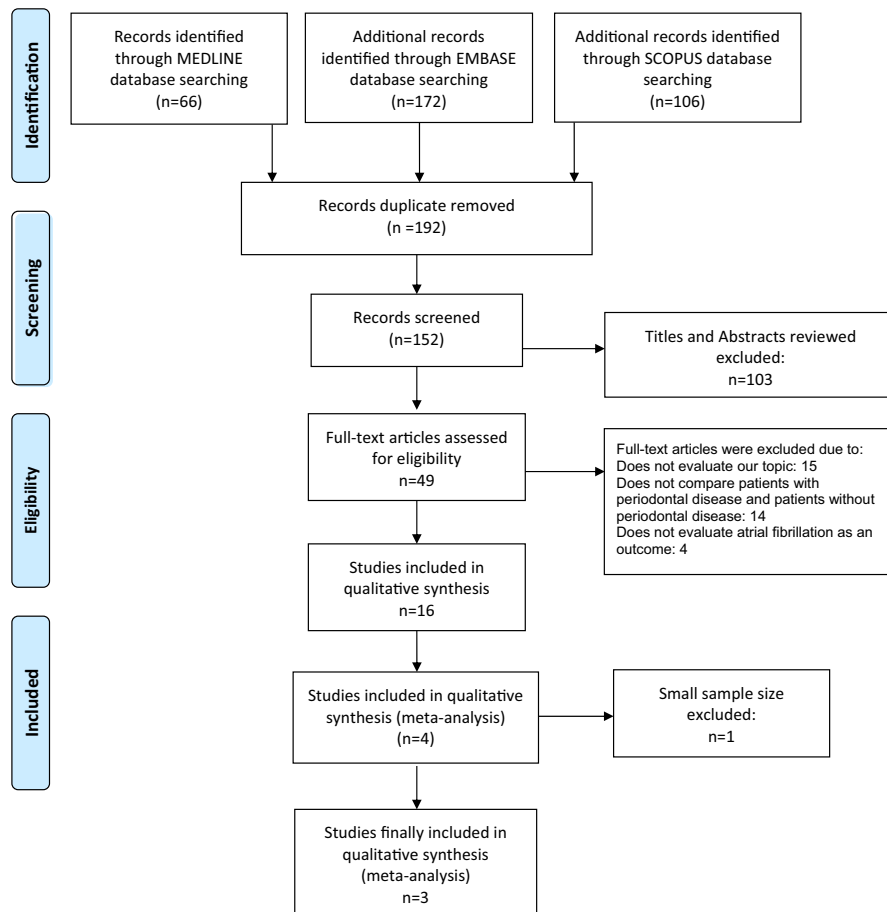 Identification
Records identified
through MEDLINE
database searching
(n=66)
Additional records
identified through EMBASE
database searching
(n=172)
Additional records
identified through SCOPUS
database searching
(n=106)
Records duplicate removed
(n =192)
Screening
Records screened
(n=152)
Titles and Abstracts reviewed
excluded:
n=103
Eligibility
Full-text articles assessed
for eligibility
n=49
Full-text articles were excluded due to:
Does not evaluate our topic: 15
Does not compare patients with
periodontal disease and patients without
periodontal disease: 14
Does not evaluate atrial fibrillation as an
outcome: 4
Studies included in
qualitative synthesis
n=16
Included
Studies included in qualitative
synthesis (meta-analysis)
(n=4)
Small sample size
excluded:
n=1
Studies finally included in
qualitative synthesis
(meta-analysis)
n=3